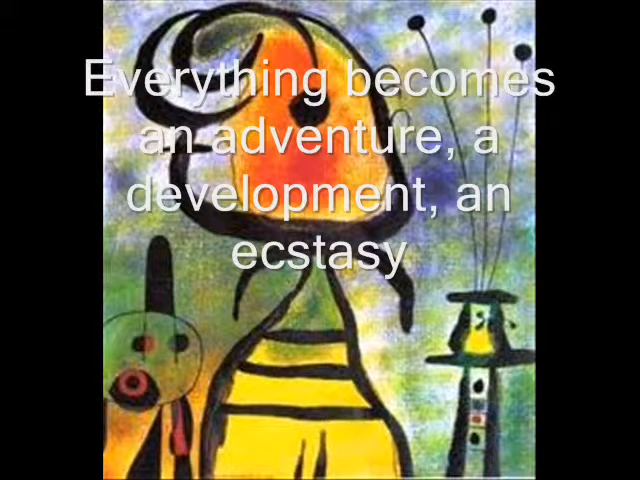 Everything becomes
an adventure, a
development, an
ecstasy